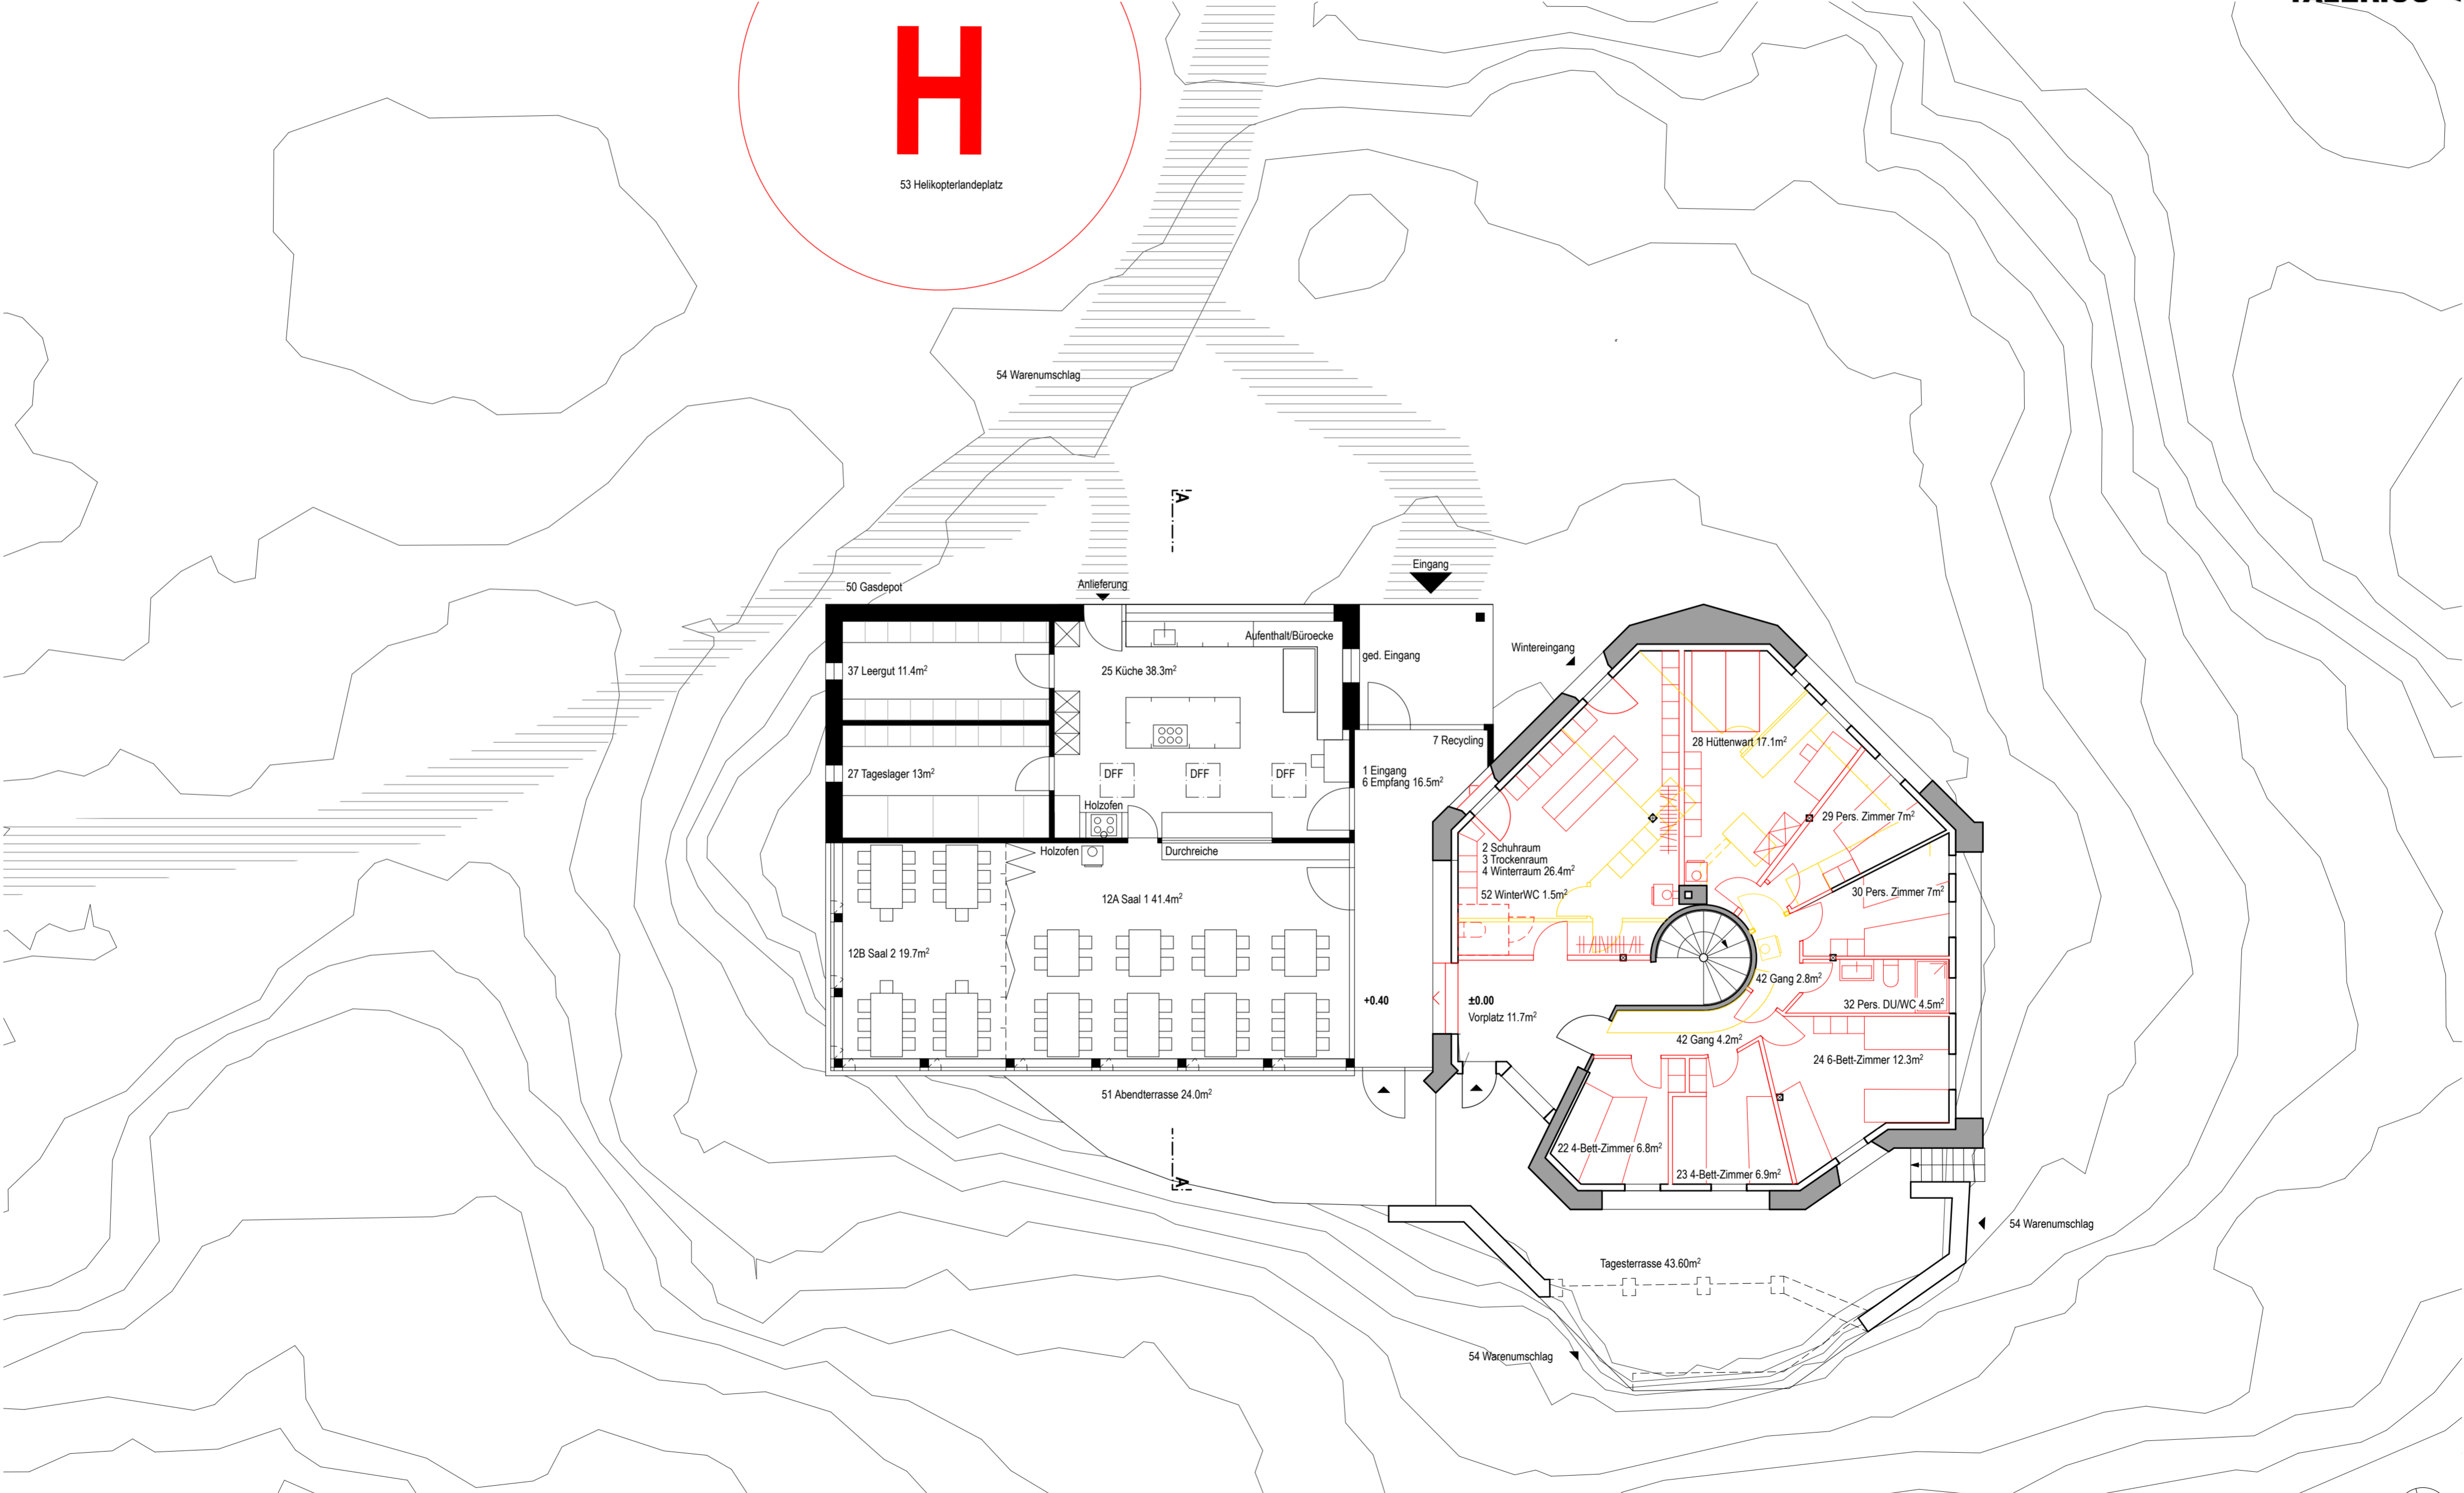 H
53 Helikopterlandeplatz
54 Warenumschlag
A
Eingang
50 Gasdepot
Anlieferung
Aufenthalt/Büroecke
ged. Eingang
Wintereingang
37 Leergut 11.4m²
25 Küche 38.3m²
7 Recycling
28 Hüttenwart 17.1m²
27 Tageslager 13m²
DFF
DFF
DFF
1 Eingang
6 Empfang 16.5m²
Holzofen
29 Pers. Zimmer 7m²
Holzofen
Durchreiche
2 Schuhraum
3 Trockenraum
4 Winterraum 26.4m²
52 WinterWC 1.5m²
30 Pers. Zimmer 7m²
12A Saal 1 41.4m²
12B Saal 2 19.7m²
42 Gang 2.8m²
+0.40
±0.00
Vorplatz 11.7m²
32 Pers. DU/WC 4.5m²
42 Gang 4.2m²
24 6-Bett-Zimmer 12.3m²
51 Abendterrasse 24.0m²
22 4-Bett-Zimmer 6.8m²
23 4-Bett-Zimmer 6.9m²
A
54 Warenumschlag
Tagesterrasse 43.60m²
54 Warenumschlag